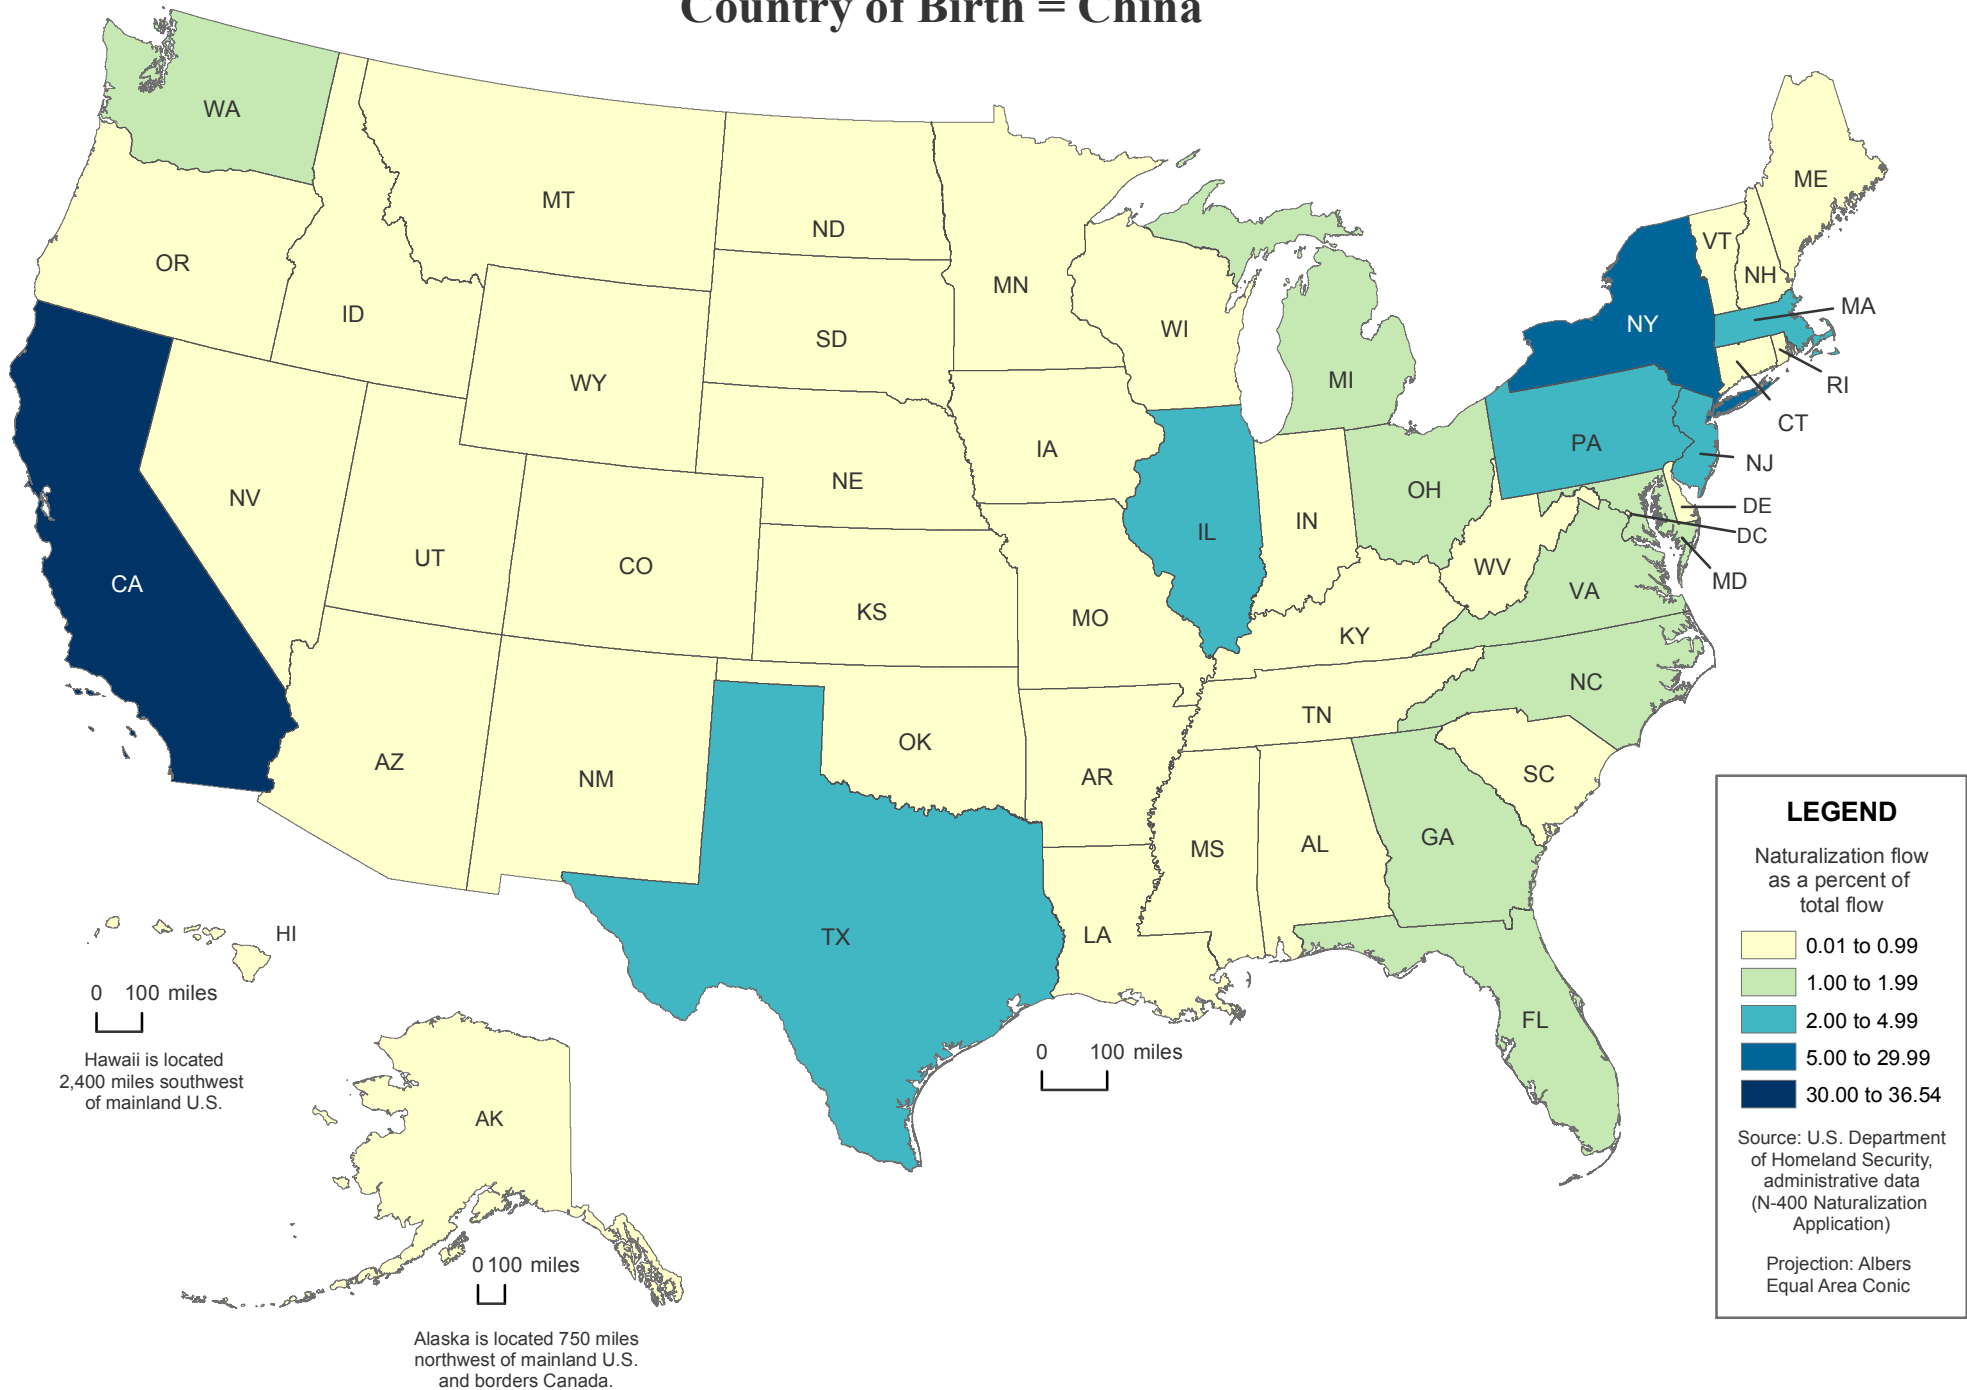 Country of Birth = China
WA
MT
ND
ME
OR
ID
MN
VT
NH
WI
SD
NY
MA
WY
MI
RI
CT
IA
PA
NJ
NE
NV
OH
DE
IN
IL
DC
UT
CO
WV
MD
CA
VA
KS
MO
KY
NC
TN
OK
AZ
NM
AR
SC
MS
AL
GA
TX
LA
HI
FL
AK
0 100 miles
Hawaii is located
2,400 miles southwest
of mainland U.S.
0 100 miles
0 100 miles
Alaska is located 750 miles
northwest of mainland U.S.
and borders Canada.
LEGEND
Naturalization flow
as a percent of
total flow
0.01 to 0.99
1.00 to 1.99
2.00 to 4.99
5.00 to 29.99
30.00 to 36.54
Source: U.S. Department
of Homeland Security,
administrative data
(N-400 Naturalization
Application)
Projection: Albers
Equal Area Conic